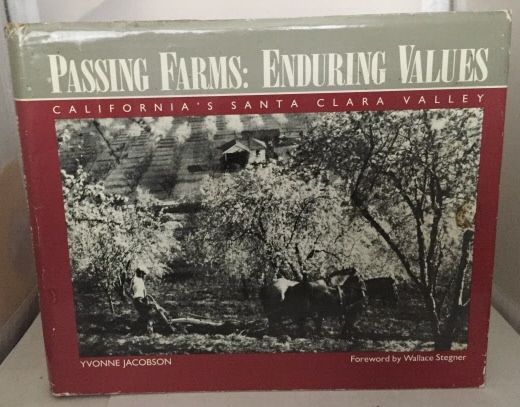 PASSING FARMS: ENDURING VALUES
CALIFORNIA'S SANTA CLARA VALLEY
YVONNE JACOBSON
Foreword by Wallace Stegner